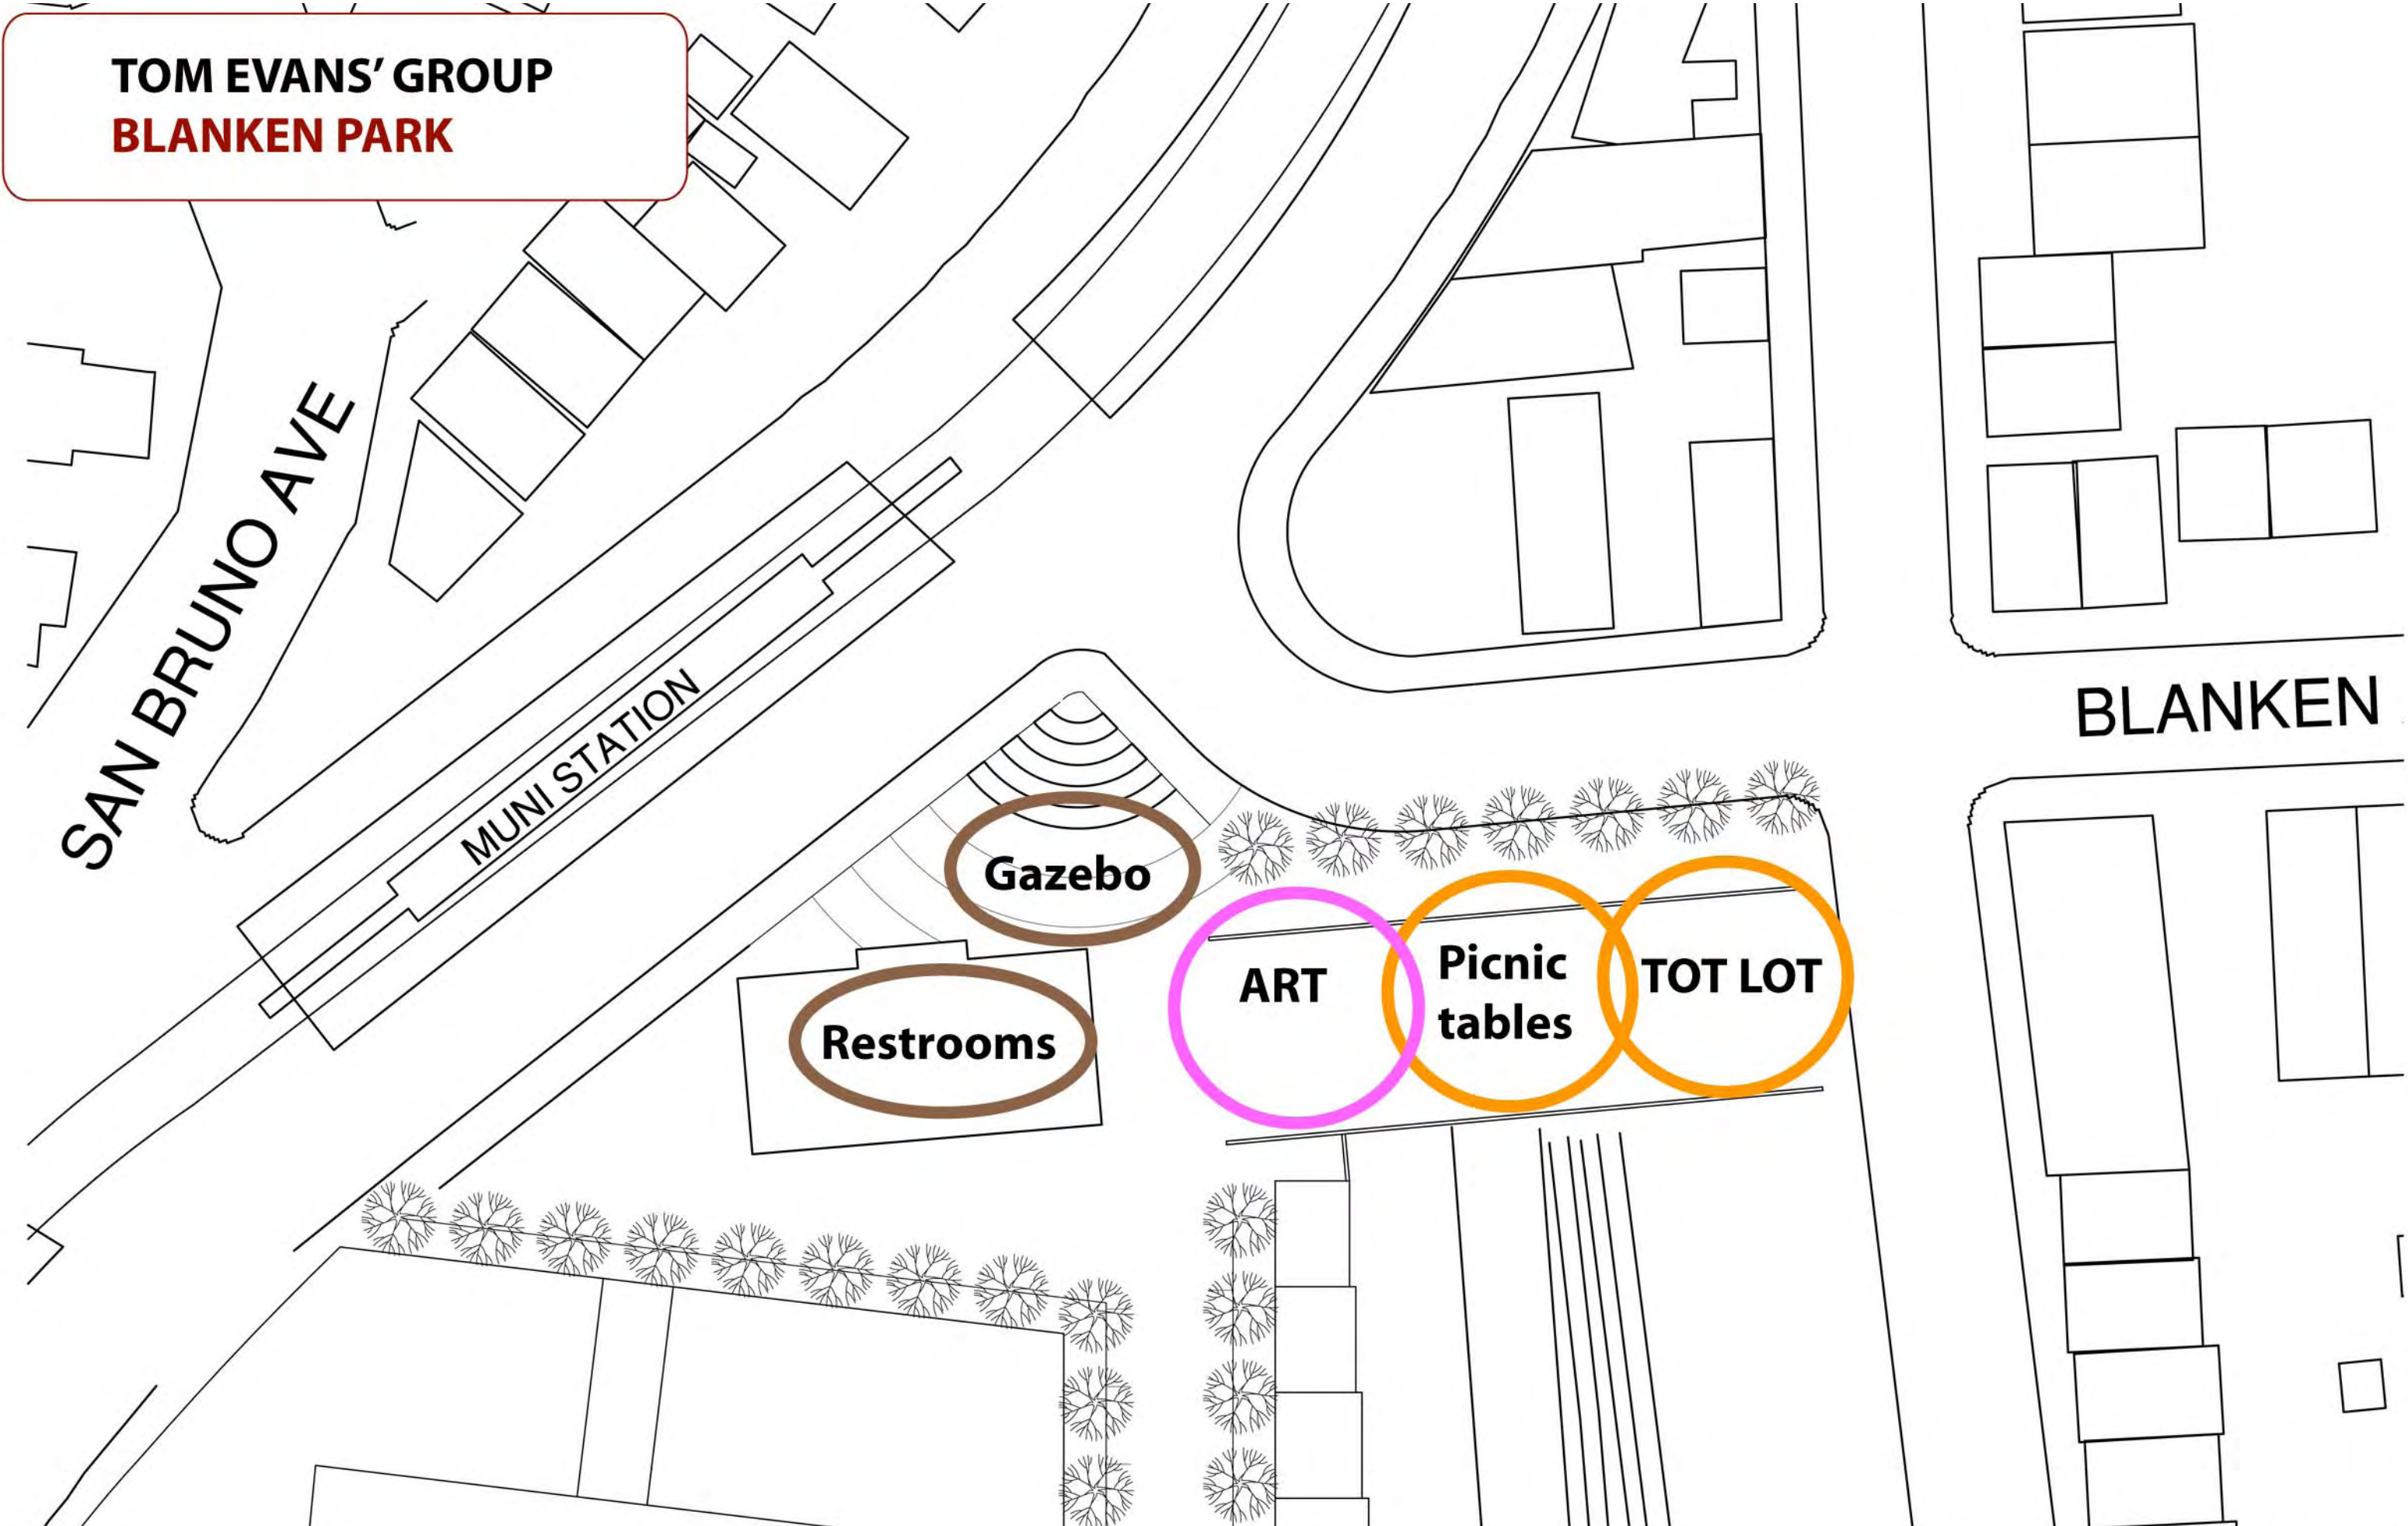 TOM EVANS’ GROUP
BLANKEN PARK
SAN BRUNO AVE
MUNI STATION
BLANKEN
Gazebo
Restrooms
ART
Picnic
tables
TOT LOT